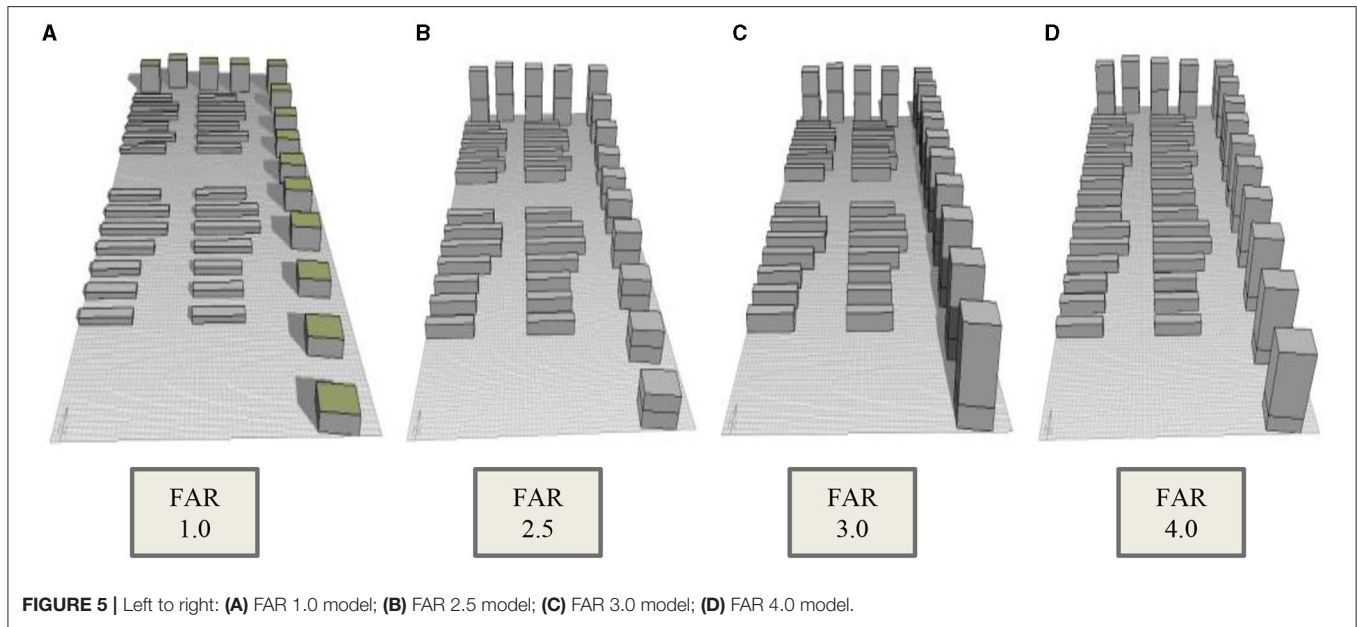 A
B
C
D
FAR
1.0
FAR
2.5
FAR
3.0
FAR
4.0
FIGURE 5 | Left to right: (A) FAR 1.0 model; (B) FAR 2.5 model; (C) FAR 3.0 model; (D) FAR 4.0 model.